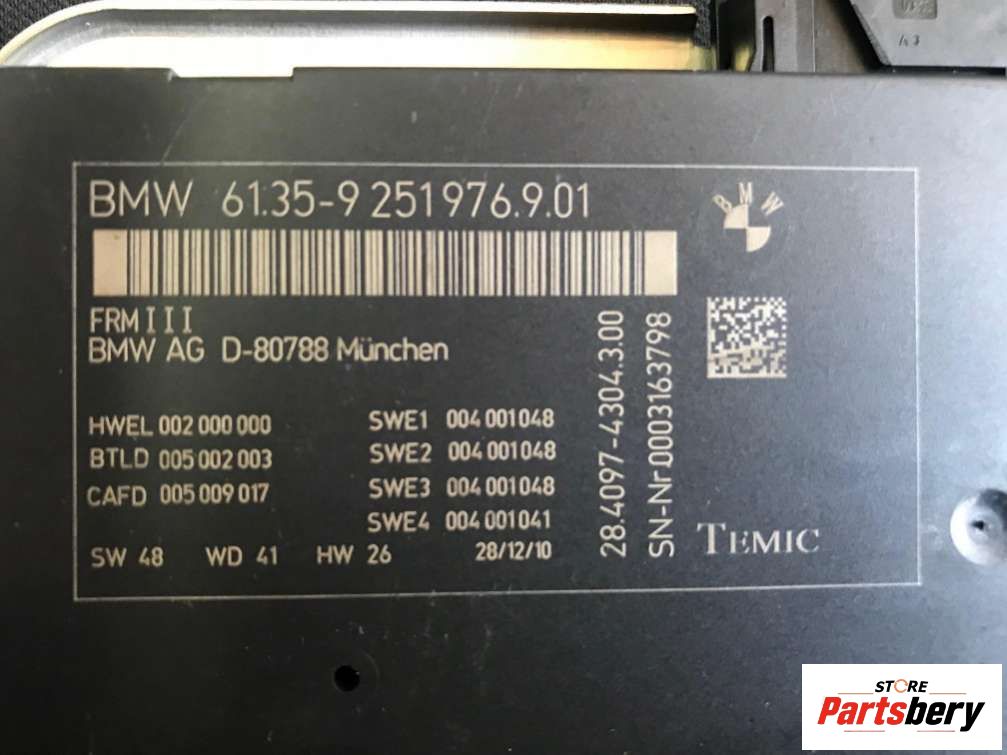 BMW 61.35-9 251976.9.01
BMW
FRM III
BMW AG D-80788 München
HWEL 002 000 000
BTLD 005 002 003
CAFD 005 009 017
SWE1 004 001048
SWE2 004 001048
SWE3 004 001048
SWE4 004 001041
SW 48 WD 41 HW 26 28/12/10
28.4097-4304.3.00
SN-Nr.0003163798
TEMIC
STORE
Partsbery